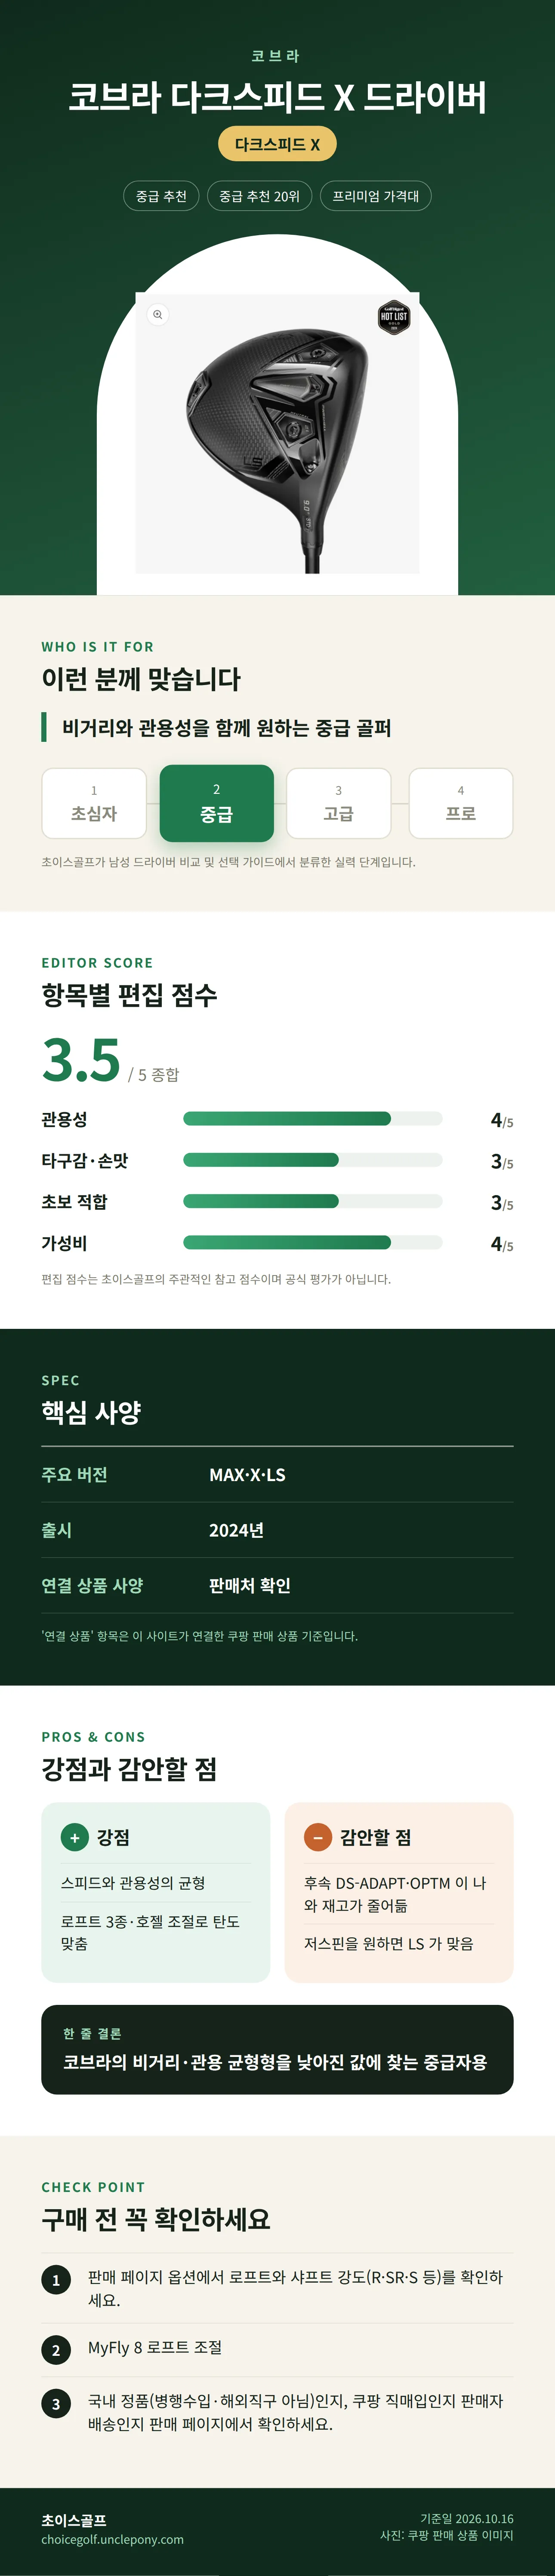 코브라
코브라 다크스피드 X 드라이버
다크스피드 X
중급 추천
중급 추천 20위
프리미엄 가격대
HOT LIST
LS
9.0°
WHO IS IT FOR
이런 분께 맞습니다
비거리와 관용성을 함께 원하는 중급 골퍼
1
초심자
2
중급
3
고급
4
프로
초이스골프가 남성 드라이버 비교 및 선택 가이드에서 분류한 실력 단계입니다.
EDITOR SCORE
항목별 편집 점수
3.5 / 5 종합
관용성 4/5
타구감·손맛 3/5
초보 적합 3/5
가성비 4/5
편집 점수는 초이스골프의 주관적인 참고 점수이며 공식 평가가 아닙니다.
SPEC
핵심 사양
주요 버전 MAX·X·LS
출시 2024년
연결 상품 사양 판매처 확인
'연결 상품' 항목은 이 사이트가 연결한 쿠팡 판매 상품 기준입니다.
PROS & CONS
강점과 감안할 점
+ 강점
스피드와 관용성의 균형
로프트 3종·호젤 조절로 탄도
맞춤
− 감안할 점
후속 DS-ADAPT·OPTM 이 나
와 재고가 줄어듦
저스핀을 원하면 LS 가 맞음
한 줄 결론
코브라의 비거리·관용 균형형을 낮아진 값에 찾는 중급자용
CHECK POINT
구매 전 꼭 확인하세요
1 판매 페이지 옵션에서 로프트와 샤프트 강도(R·SR·S 등)를 확인하
세요.
2 MyFly 8 로프트 조절
3 국내 정품(병행수입·해외직구 아님)인지, 쿠팡 직매입인지 판매자
배송인지 판매 페이지에서 확인하세요.
초이스골프
choicegolf.unclepony.com
기준일 2026.10.16
사진: 쿠팡 판매 상품 이미지